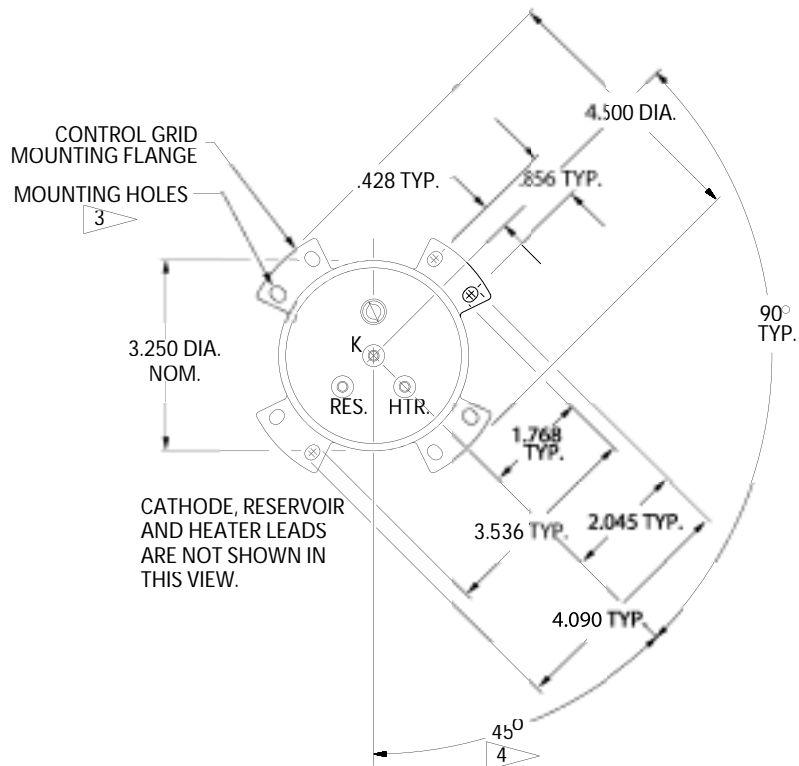 4.500 DIA.
CONTROL GRID
MOUNTING FLANGE
.428 TYP.
.856 TYP.
MOUNTING HOLES
3
90°
TYP.
3.250 DIA.
NOM.
K
RES.
HTR.
1.768
TYP.
CATHODE, RESERVOIR
AND HEATER LEADS
ARE NOT SHOWN IN
THIS VIEW.
3.536 TYP.
2.045 TYP.
4.090 TYP.
45°
4